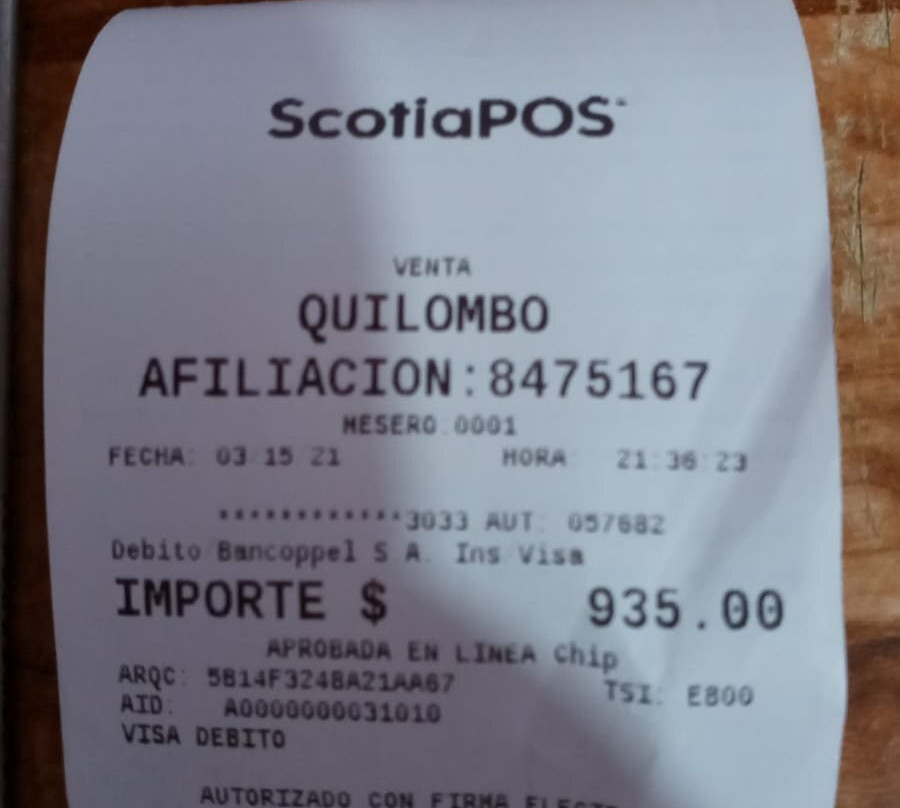 ScotiaPOS
VENTA
QUILOMBO
AFILIACION:8475167
MESERO:0001
FECHA: 03/15/21 HORA: 21:36:23
************3033 AUT: 057682
Debito Bancoppel S.A. Ins Visa
IMPORTE $ 935.00
APROBADA EN LINEA Chip
ARQC: 5814F3248A21AA67 TSI: E800
AID: A0000000031010
VISA DEBITO
AUTORIZADO CON FIRMA